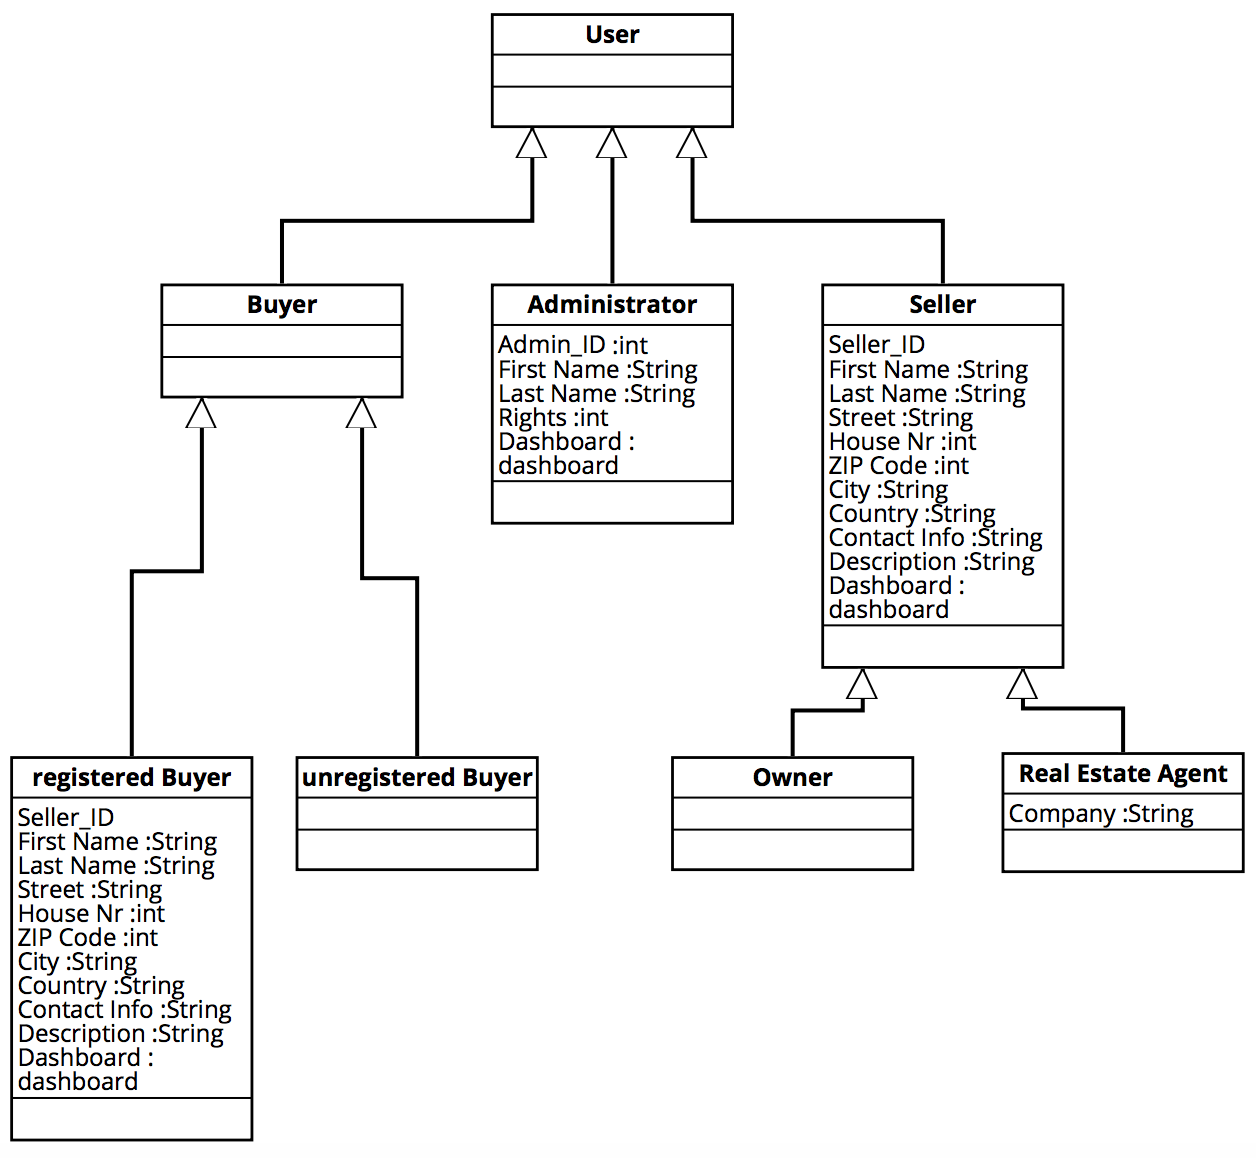 User
Buyer
Administrator
Admin_ID :int
First Name :String
Last Name :String
Rights :int
Dashboard :
dashboard
Seller
Seller_ID
First Name :String
Last Name :String
Street :String
House Nr :int
ZIP Code :int
City :String
Country :String
Contact Info :String
Description :String
Dashboard :
dashboard
registered Buyer
Seller_ID
First Name :String
Last Name :String
Street :String
House Nr :int
ZIP Code :int
City :String
Country :String
Contact Info :String
Description :String
Dashboard :
dashboard
unregistered Buyer
Owner
Real Estate Agent
Company :String